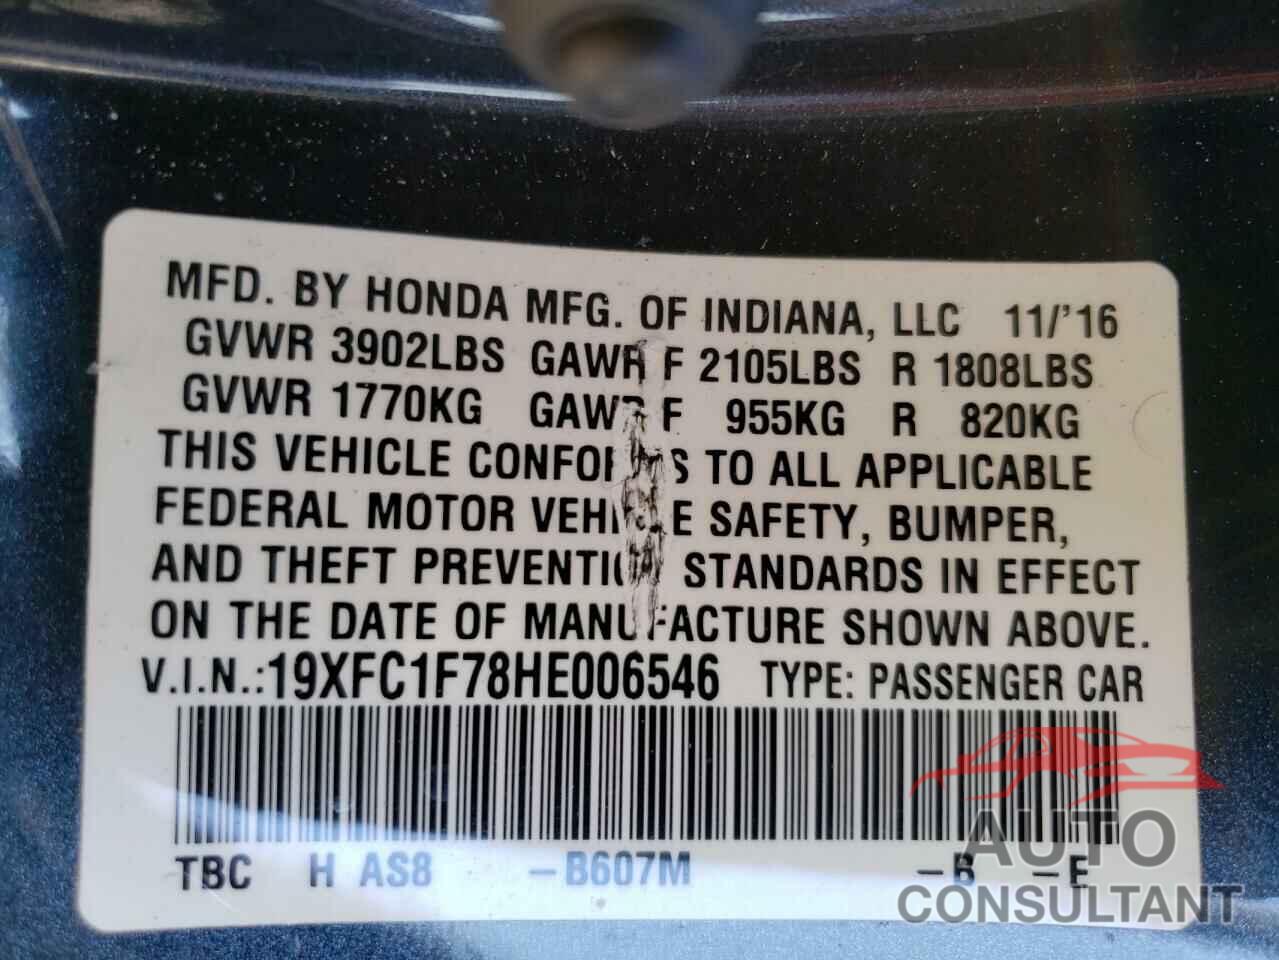 MFD. BY HONDA MFG. OF INDIANA, LLC 11/'16
GVWR 3902LBS GAWR F 2105LBS R 1808LBS
GVWR 1770KG GAWR F 955KG R 820KG
THIS VEHICLE CONFORMS TO ALL APPLICABLE
FEDERAL MOTOR VEHICLE SAFETY, BUMPER,
AND THEFT PREVENTION STANDARDS IN EFFECT
ON THE DATE OF MANUFACTURE SHOWN ABOVE.
V.I.N.:19XFC1F78HE006546 TYPE: PASSENGER CAR
TBC H AS8 -B607M -B -E
AUTO
CONSULTANT